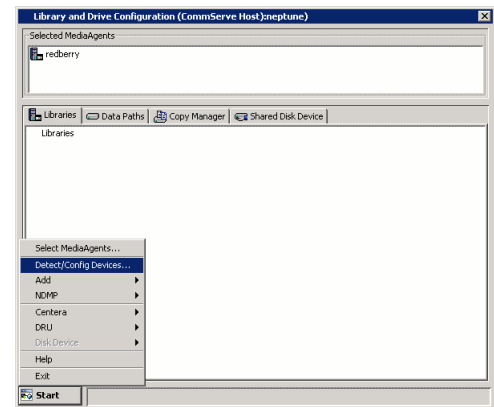 Library and Drive Configuration (CommServe Host):neptune)
Selected MediaAgents
redberry
Libraries Data Paths Copy Manager Shared Disk Device
Libraries
Select MediaAgents...
Detect/Config Devices...
Add
NDMP
Centera
DRU
Disk Device
Help
Exit
Start